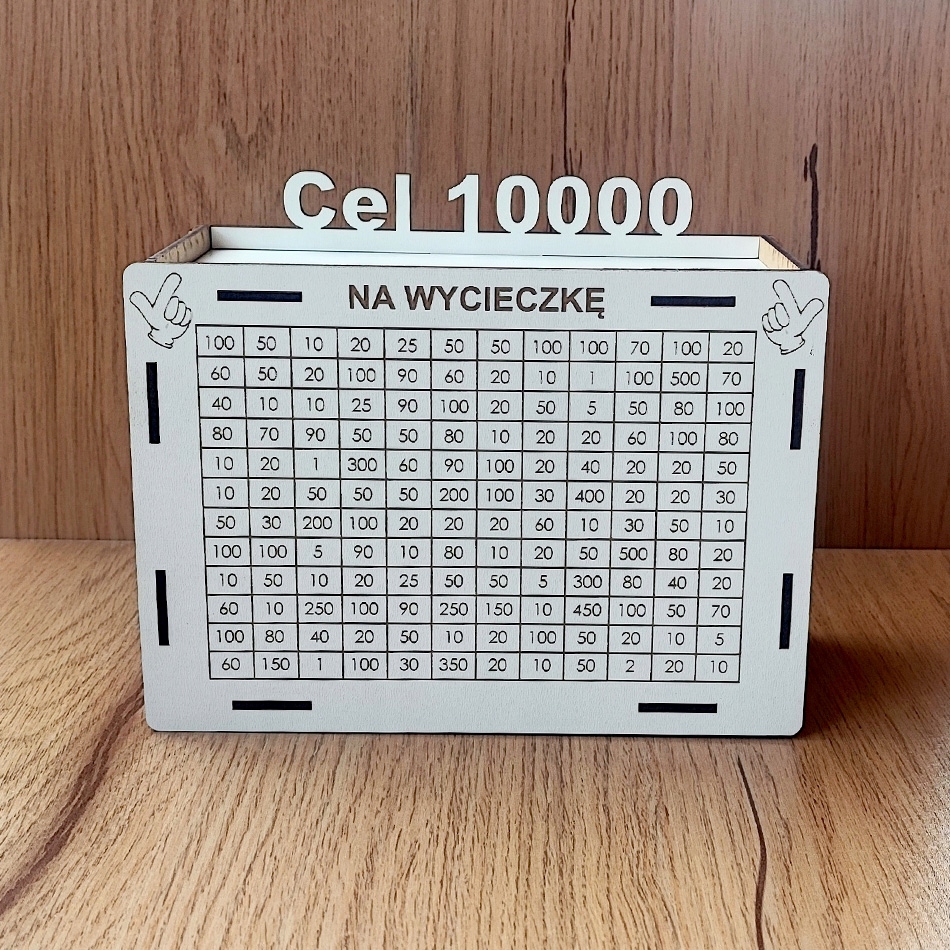 Cel 10000
NA WYCIECZKĘ
100 50 10 20 25 50 50 100 100 70 100 20
60 50 20 100 90 60 20 10 1 100 500 70
40 10 10 25 90 100 20 50 5 50 80 100
80 70 90 50 50 80 10 20 20 60 100 80
10 20 1 300 60 90 100 20 40 20 20 50
10 20 50 50 50 200 100 30 400 20 20 30
50 30 200 100 20 20 20 60 10 30 50 10
100 100 5 90 10 80 10 20 50 500 80 20
10 50 10 20 25 50 50 5 300 80 40 20
60 10 250 100 90 250 150 10 450 100 50 70
100 80 40 20 50 10 20 100 50 20 10 5
60 150 1 100 30 350 20 10 50 2 20 10